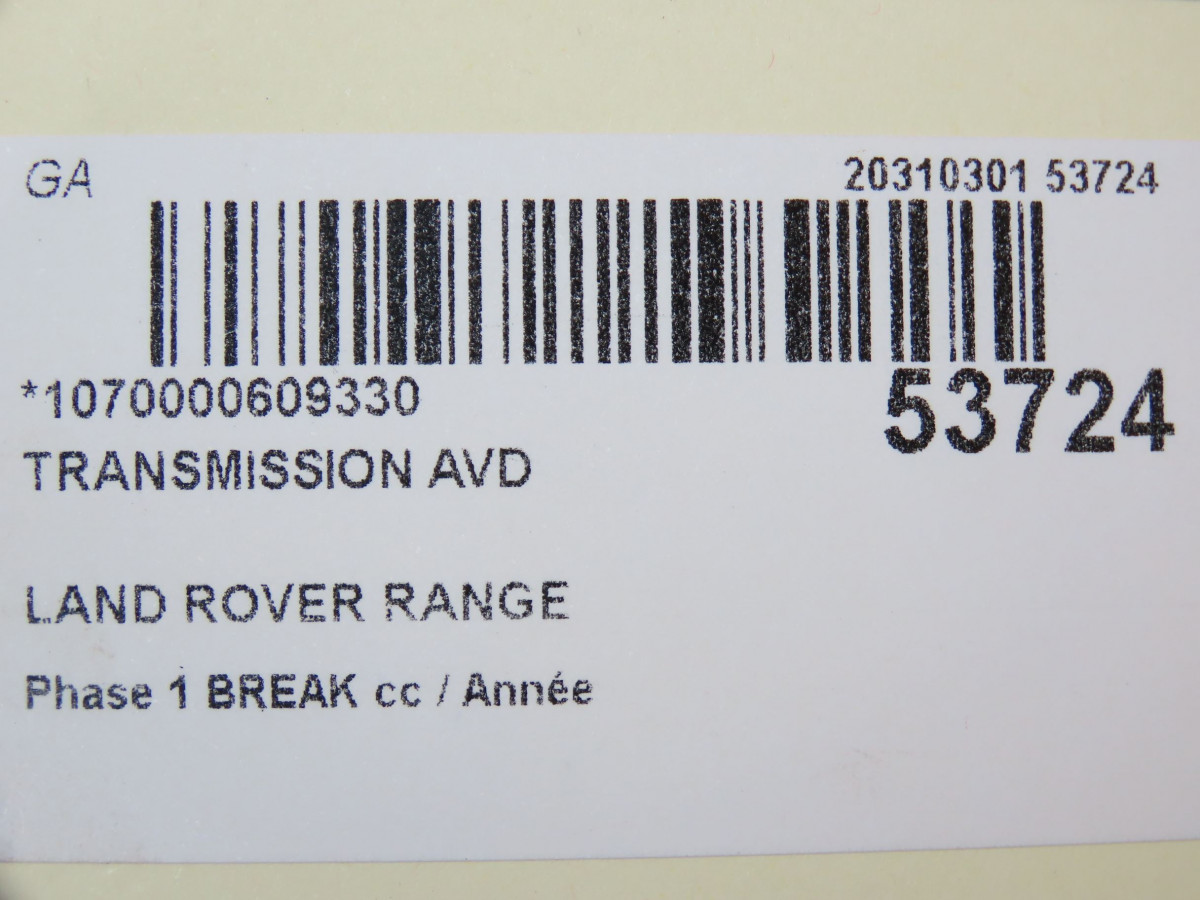 GA 20310301 53724
*1070000609330
53724
TRANSMISSION AVD
LAND ROVER RANGE
Phase 1 BREAK cc / Année